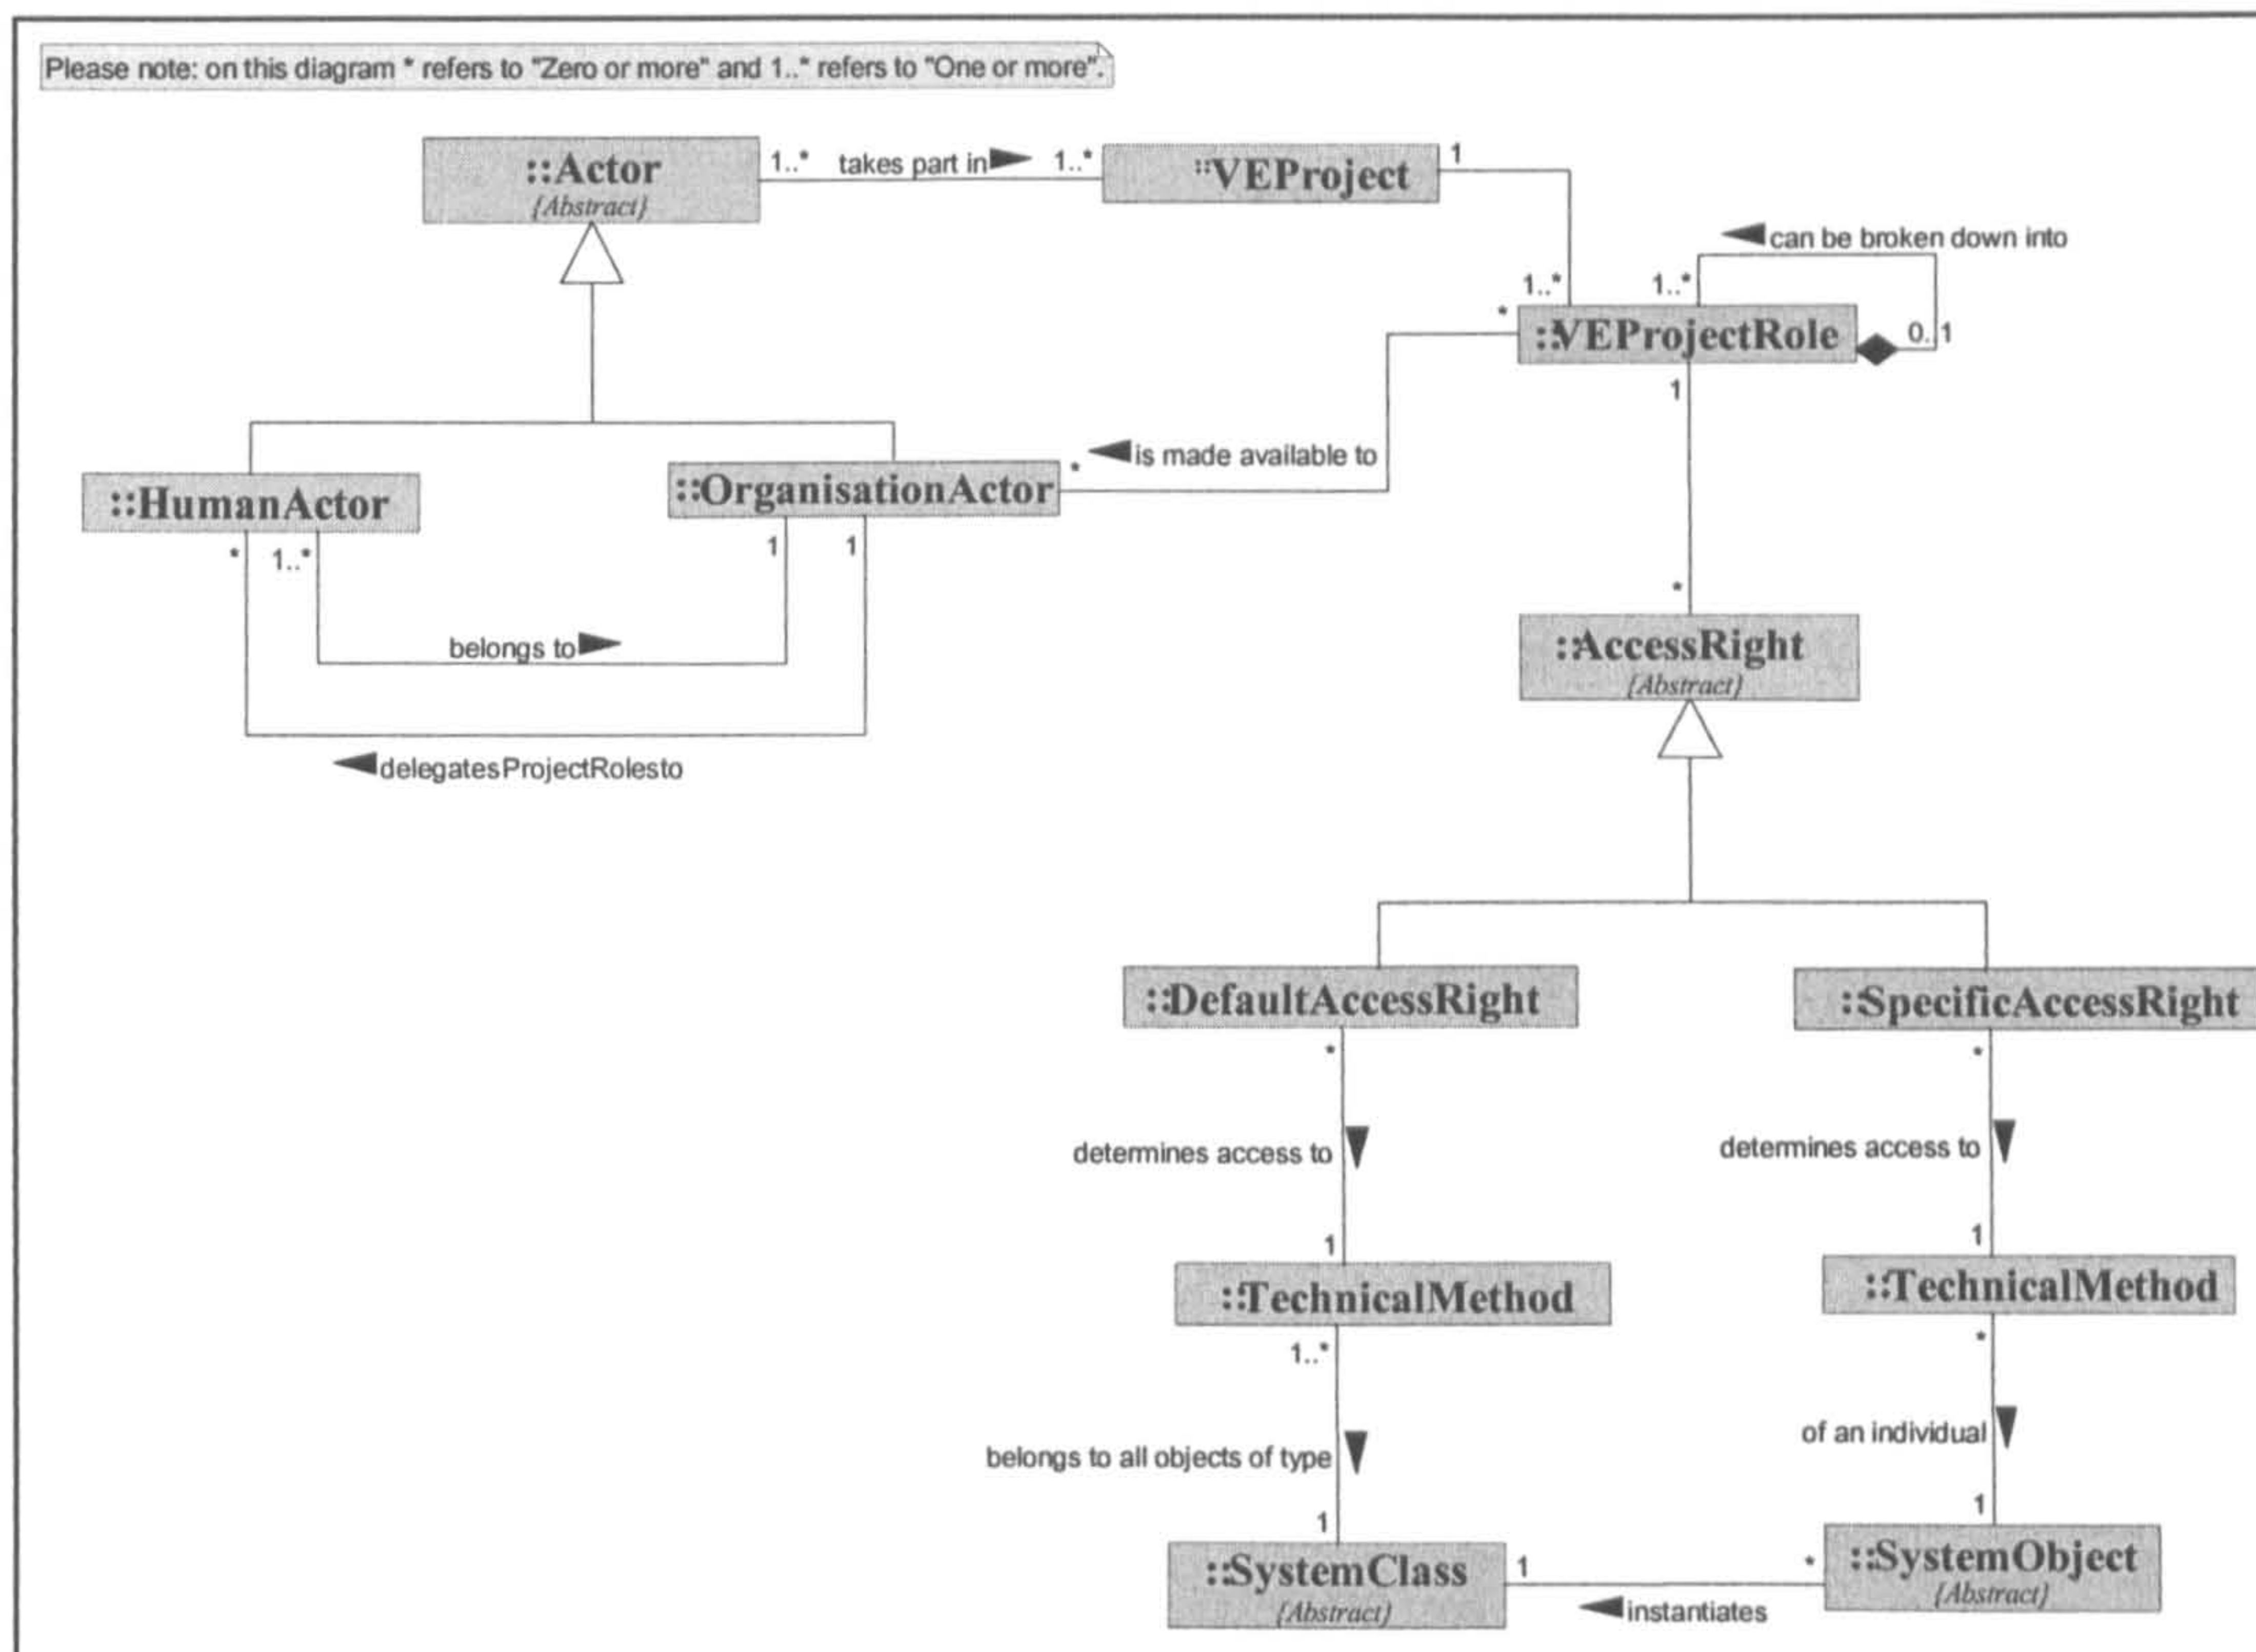 Please note: on this diagram * refers to "Zero or more" and 1..* refers to "One or more".
::Actor
{Abstract}
1..* takes part in 1..*
::VEProject
1
can be broken down into
1..*
1..*
*
::VEProjectRole
0..1
1
is made available to
*
::HumanActor
::OrganisationActor
*
1..*
1
1
belongs to
delegatesProjectRolesto
*
::AccessRight
{Abstract}
::DefaultAccessRight
::SpecificAccessRight
*
*
determines access to
determines access to
1
1
::TechnicalMethod
::TechnicalMethod
1..*
*
belongs to all objects of type
of an individual
1
1
::SystemClass
{Abstract}
1
*
::SystemObject
{Abstract}
instantiates